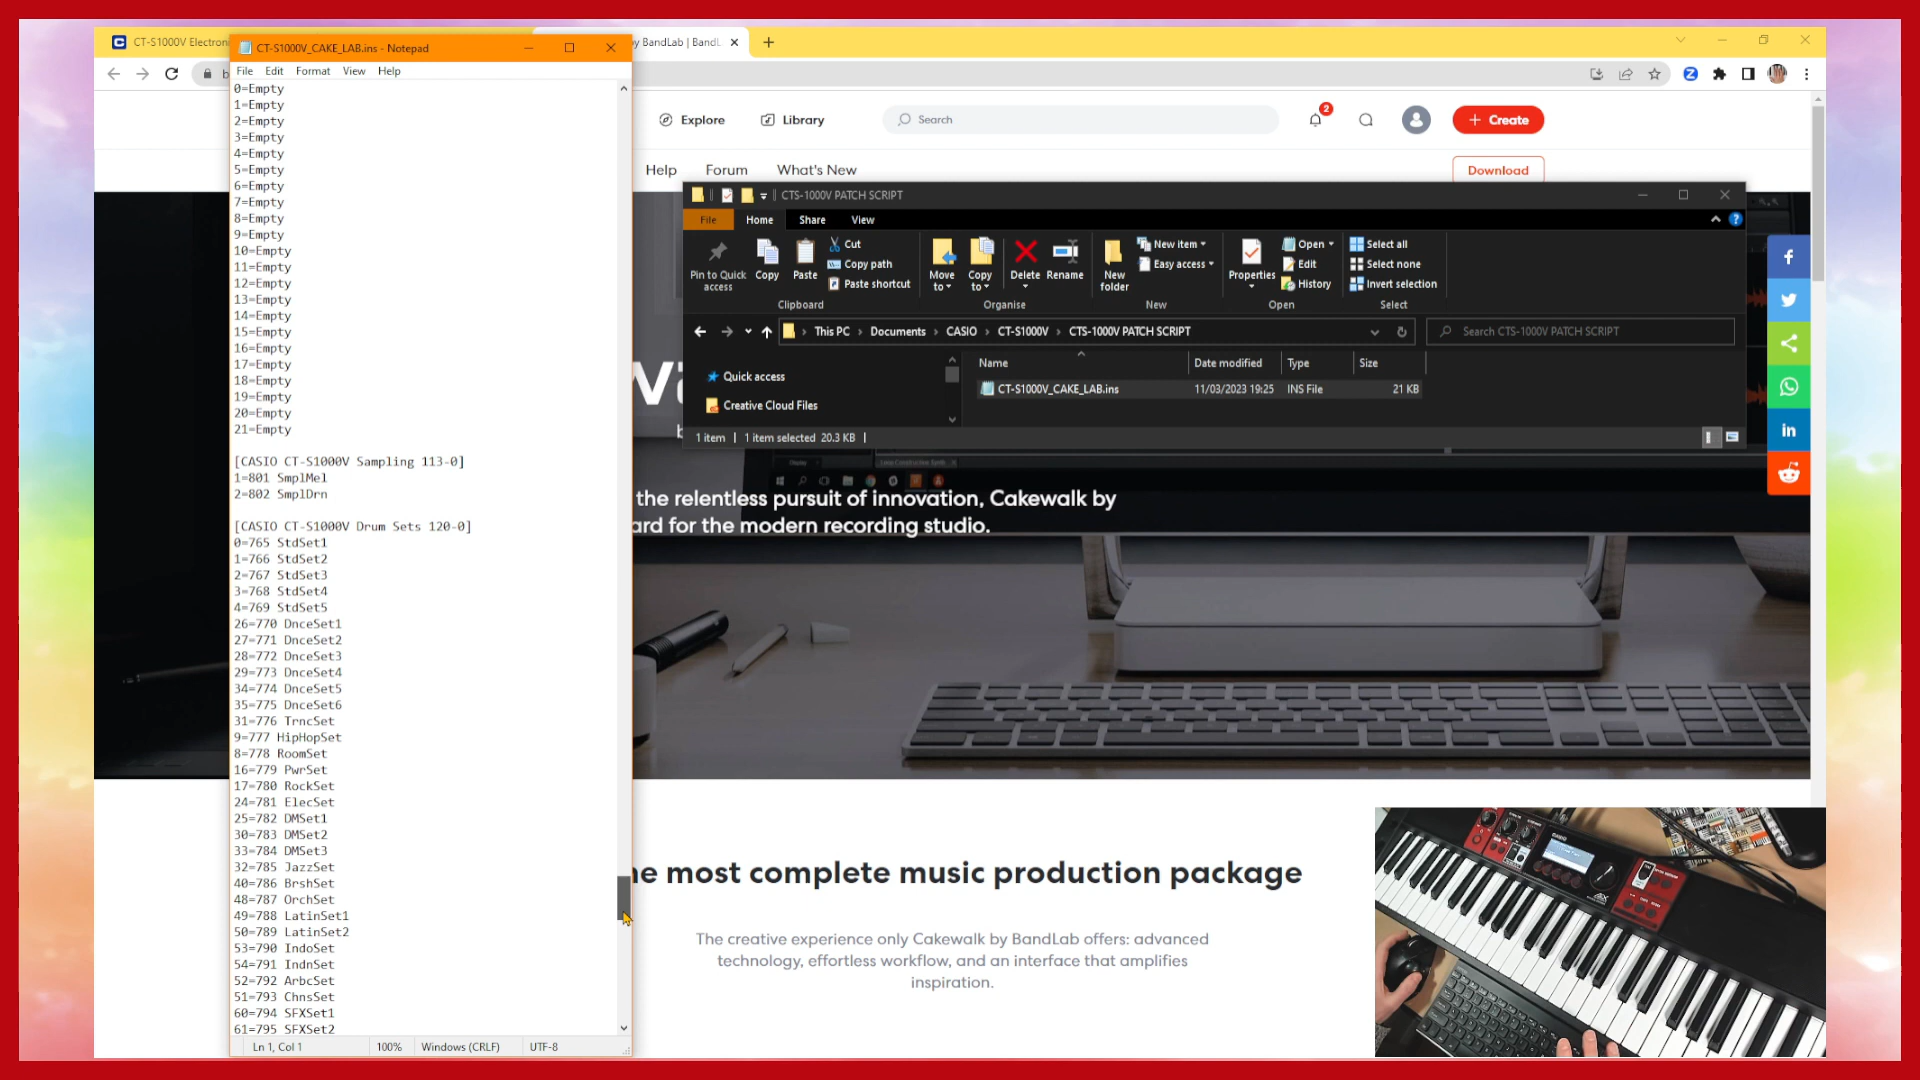 CT-S1000V Electroni
by BandLab | BandL
CT-S1000V_CAKE_LAB.ins - Notepad
File Edit Format View Help
0=Empty
1=Empty
2=Empty
3=Empty
4=Empty
5=Empty
6=Empty
7=Empty
8=Empty
9=Empty
10=Empty
11=Empty
12=Empty
13=Empty
14=Empty
15=Empty
16=Empty
17=Empty
18=Empty
19=Empty
20=Empty
21=Empty
[CASIO CT-S1000V Sampling 113-0]
1=801 SmplMel
2=802 SmplDrn
[CASIO CT-S1000V Drum Sets 120-0]
0=765 StdSet1
1=766 StdSet2
2=767 StdSet3
3=768 StdSet4
4=769 StdSet5
26=770 DnceSet1
27=771 DnceSet2
28=772 DnceSet3
29=773 DnceSet4
34=774 DnceSet5
35=775 DnceSet6
31=776 TrncSet
9=777 HipHopSet
8=778 RoomSet
16=779 PwrSet
17=780 RockSet
24=781 ElecSet
25=782 DMSet1
30=783 DMSet2
33=784 DMSet3
32=785 JazzSet
40=786 BrshSet
48=787 OrchSet
49=788 LatinSet1
50=789 LatinSet2
53=790 IndoSet
54=791 IndnSet
52=792 ArbcSet
51=793 ChnsSet
60=794 SFXSet1
61=795 SFXSet2
Ln 1, Col 1 100% Windows (CRLF) UTF-8
Explore Library Search 2 + Create
Help Forum What's New Download
CTS-1000V PATCH SCRIPT
File Home Share View
Pin to Quick access
Copy
Paste
Cut
Copy path
Paste shortcut
Clipboard
Move to
Copy to
Delete
Rename
Organise
New folder
New item
Easy access
New
Properties
Open
Edit
History
Open
Select all
Select none
Invert selection
Select
This PC › Documents › CASIO › CT-S1000V › CTS-1000V PATCH SCRIPT
Search CTS-1000V PATCH SCRIPT
Name Date modified Type Size
Quick access
Creative Cloud Files
CT-S1000V_CAKE_LAB.ins 11/03/2023 19:25 INS File 21 KB
1 item | 1 item selected 20.3 KB |
the relentless pursuit of innovation, Cakewalk by
ard for the modern recording studio.
ne most complete music production package
The creative experience only Cakewalk by BandLab offers: advanced
technology, effortless workflow, and an interface that amplifies
inspiration.